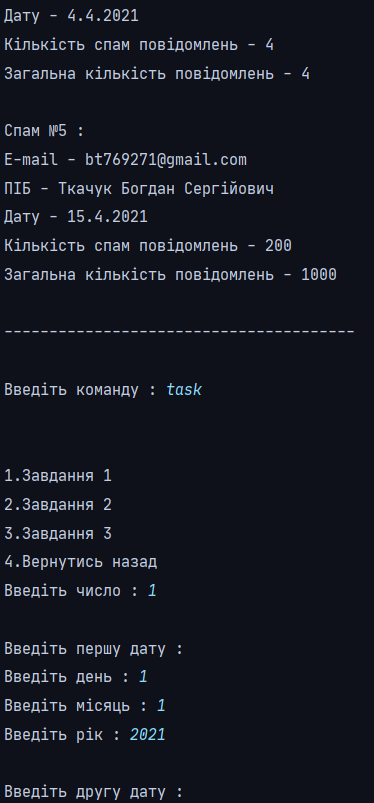 Дату - 4.4.2021
Кількість спам повідомлень - 4
Загальна кількість повідомлень - 4
Спам №5 :
E-mail - bt769271@gmail.com
ПІБ - Ткачук Богдан Сергійович
Дату - 15.4.2021
Кількість спам повідомлень - 200
Загальна кількість повідомлень - 1000
---------------------------------------
Введіть команду : task
1.Завдання 1
2.Завдання 2
3.Завдання 3
4.Вернутись назад
Введіть число : 1
Введіть першу дату :
Введіть день : 1
Введіть місяць : 1
Введіть рік : 2021
Введіть другу дату :